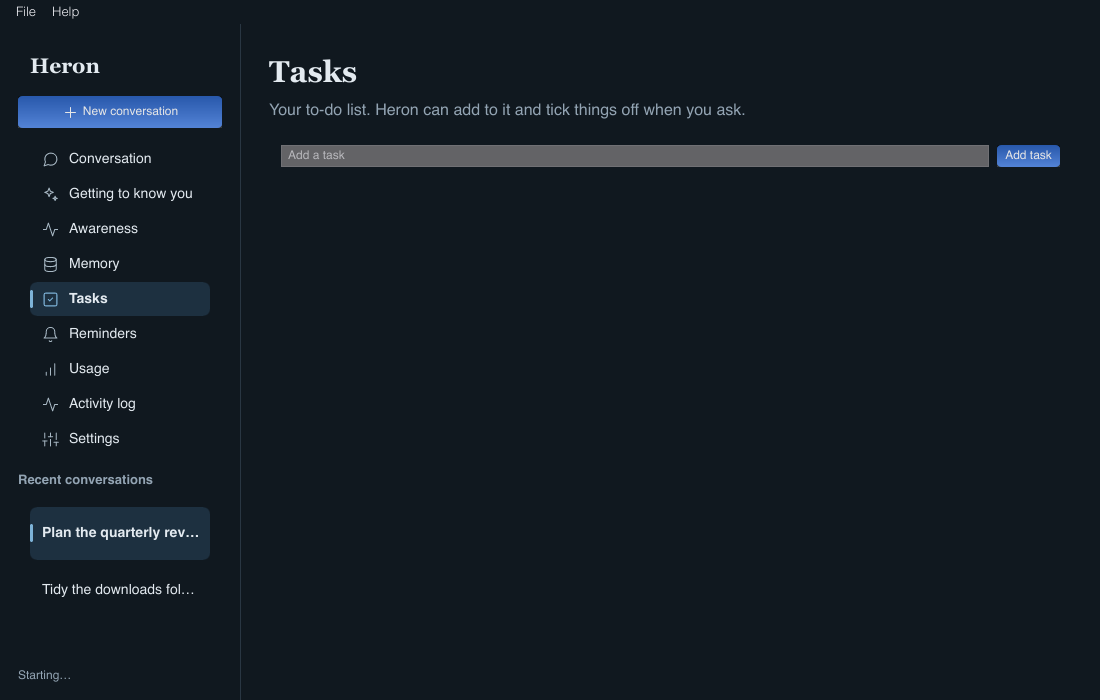 File Help
Heron
New conversation
Conversation
Getting to know you
Awareness
Memory
Tasks
Reminders
Usage
Activity log
Settings
Recent conversations
Plan the quarterly rev…
Tidy the downloads fol…
Starting…
Tasks
Your to-do list. Heron can add to it and tick things off when you ask.
Add a task
Add task